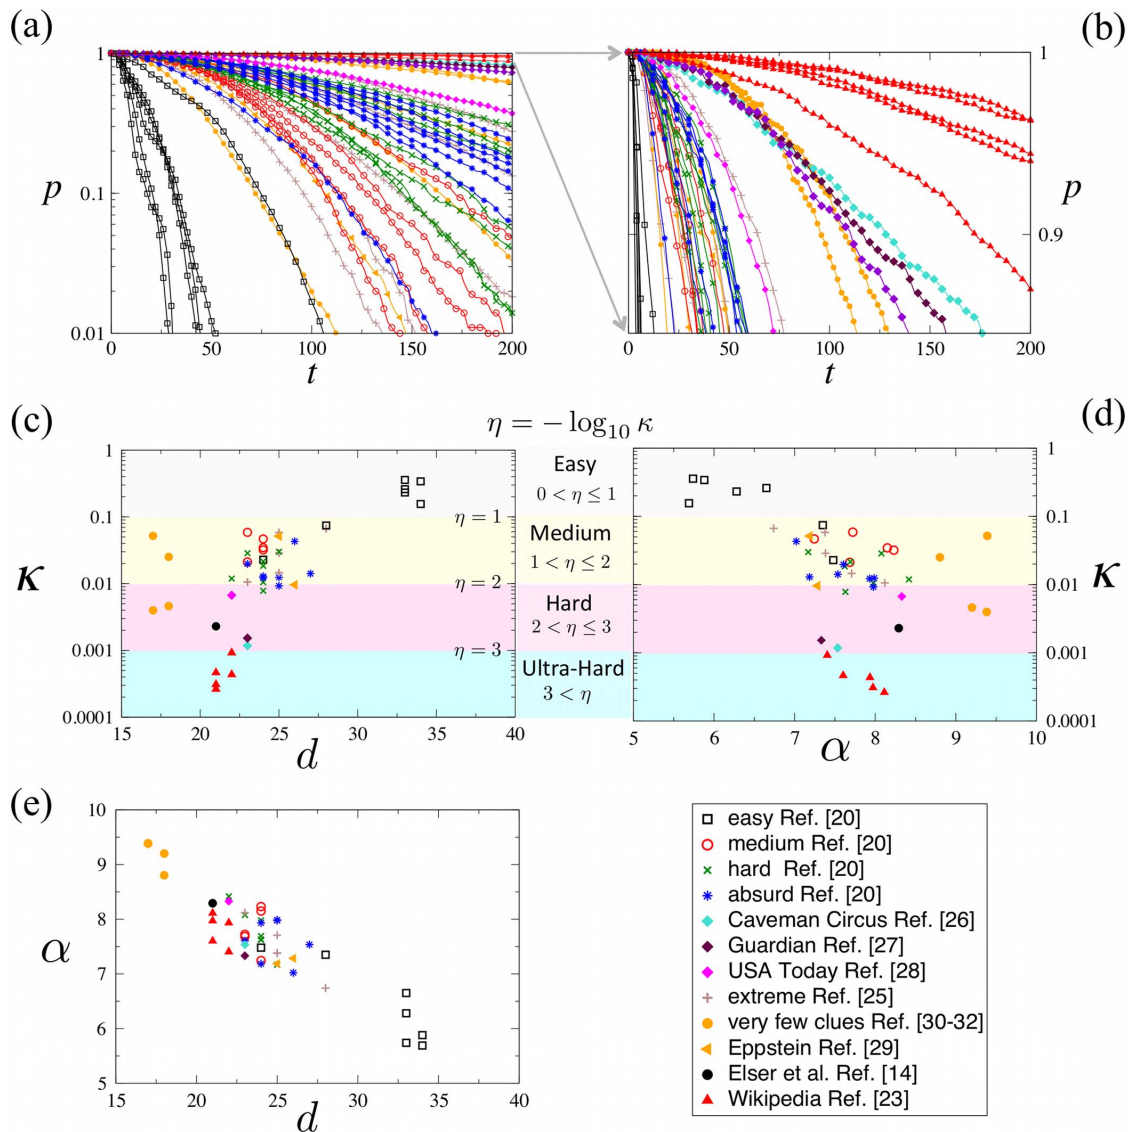 (a)
(b)
1
0.1
0.01
p
0 50 100 150 200
t
1
0.9
p
0 50 100 150 200
t
(c)
(d)
η = − log₁₀ κ
1
0.1
0.01
0.001
0.0001
κ
15 20 25 30 35 40
d
η = 1
η = 2
η = 3
Easy
0 < η ≤ 1
Medium
1 < η ≤ 2
Hard
2 < η ≤ 3
Ultra-Hard
3 < η
1
0.1
0.01
0.001
0.0001
κ
5 6 7 8 9 10
α
(e)
10
9
8
7
6
5
α
15 20 25 30 35 40
d
easy Ref. [20]
medium Ref. [20]
hard Ref. [20]
absurd Ref. [20]
Caveman Circus Ref. [26]
Guardian Ref. [27]
USA Today Ref. [28]
extreme Ref. [25]
very few clues Ref. [30-32]
Eppstein Ref. [29]
Elser et al. Ref. [14]
Wikipedia Ref. [23]